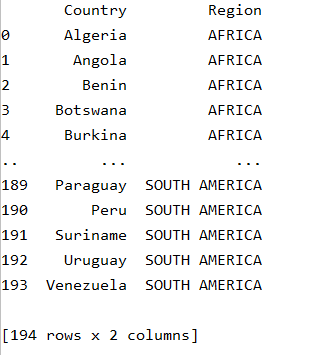 Country Region
0 Algeria AFRICA
1 Angola AFRICA
2 Benin AFRICA
3 Botswana AFRICA
4 Burkina AFRICA
.. ... ...
189 Paraguay SOUTH AMERICA
190 Peru SOUTH AMERICA
191 Suriname SOUTH AMERICA
192 Uruguay SOUTH AMERICA
193 Venezuela SOUTH AMERICA
[194 rows x 2 columns]